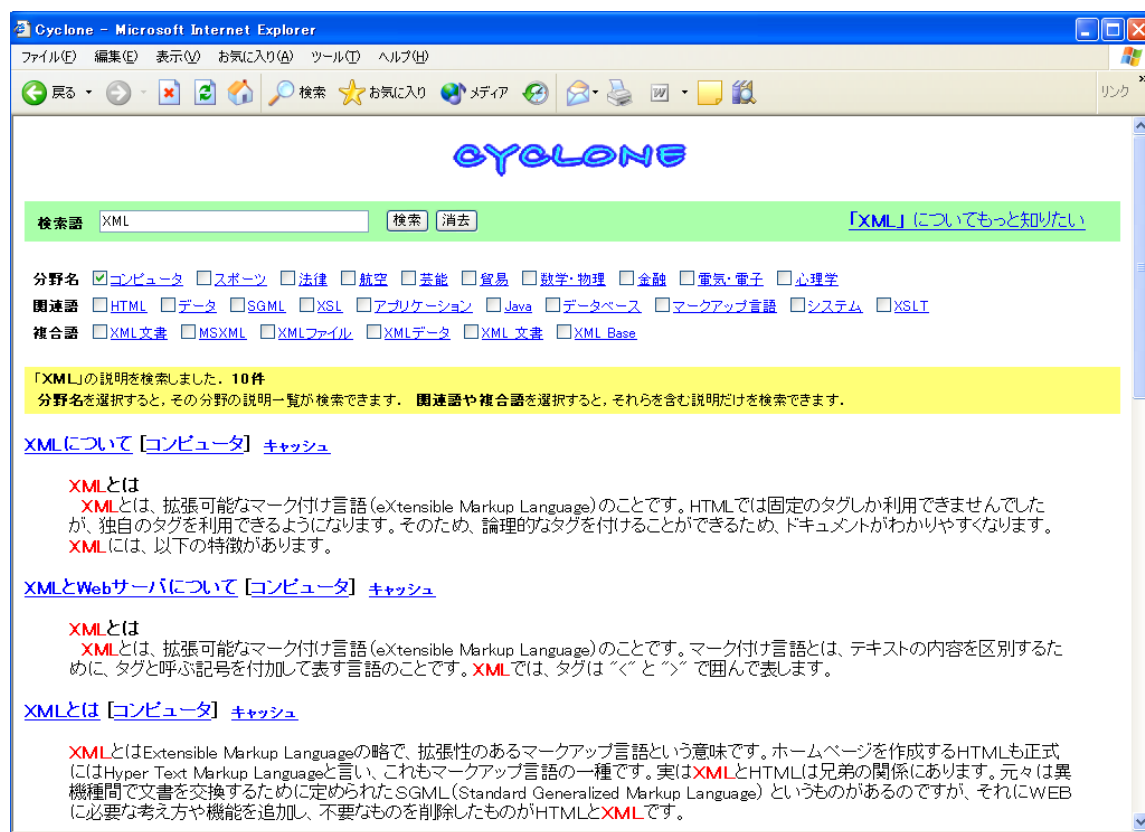 Cyclone - Microsoft Internet Explorer
ファイル(F) 編集(E) 表示(V) お気に入り(A) ツール(T) ヘルプ(H)
戻る 検索 お気に入り メディア リンク »
CYCLONE
検索語 XML 検索 消去 「XML」についてもっと知りたい
分野名 コンピュータ スポーツ 法律 航空 芸能 貿易 数学・物理 金融 電気・電子 心理学
関連語 HTML データ SGML XSL アプリケーション Java データベース マークアップ言語 システム XSLT
複合語 XML文書 MSXML XMLファイル XMLデータ XML 文書 XML Base
「XML」の説明を検索しました. 10件
分野名を選択すると, その分野の説明一覧が検索できます. 関連語や複合語を選択すると, それらを含む説明だけを検索できます.
XMLについて [コンピュータ] キャッシュ
XMLとは
XMLとは、拡張可能なマーク付け言語(eXtensible Markup Language)のことです。HTMLでは固定のタグしか利用できませんでした
が、独自のタグを利用できるようになります。そのため、論理的なタグを付けることができるため、ドキュメントがわかりやすくなります。
XMLには、以下の特徴があります。
XMLとWebサーバについて [コンピュータ] キャッシュ
XMLとは
XMLとは、拡張可能なマーク付け言語(eXtensible Markup Language)のことです。マーク付け言語とは、テキストの内容を区別するた
めに、タグと呼ぶ記号を付加して表す言語のことです。XMLでは、タグは "<" と ">" で囲んで表します。
XMLとは [コンピュータ] キャッシュ
XMLとはExtensible Markup Languageの略で、拡張性のあるマークアップ言語という意味です。ホームページを作成するHTMLも正式
にはHyper Text Markup Languageと言い、これもマークアップ言語の一種です。実はXMLとHTMLは兄弟の関係にあります。元々は異
機種間で文書を交換するために定められたSGML(Standard Generalized Markup Language) というものがあるのですが、それにWEB
に必要な考え方や機能を追加し、不要なものを削除したものがHTMLとXMLです。